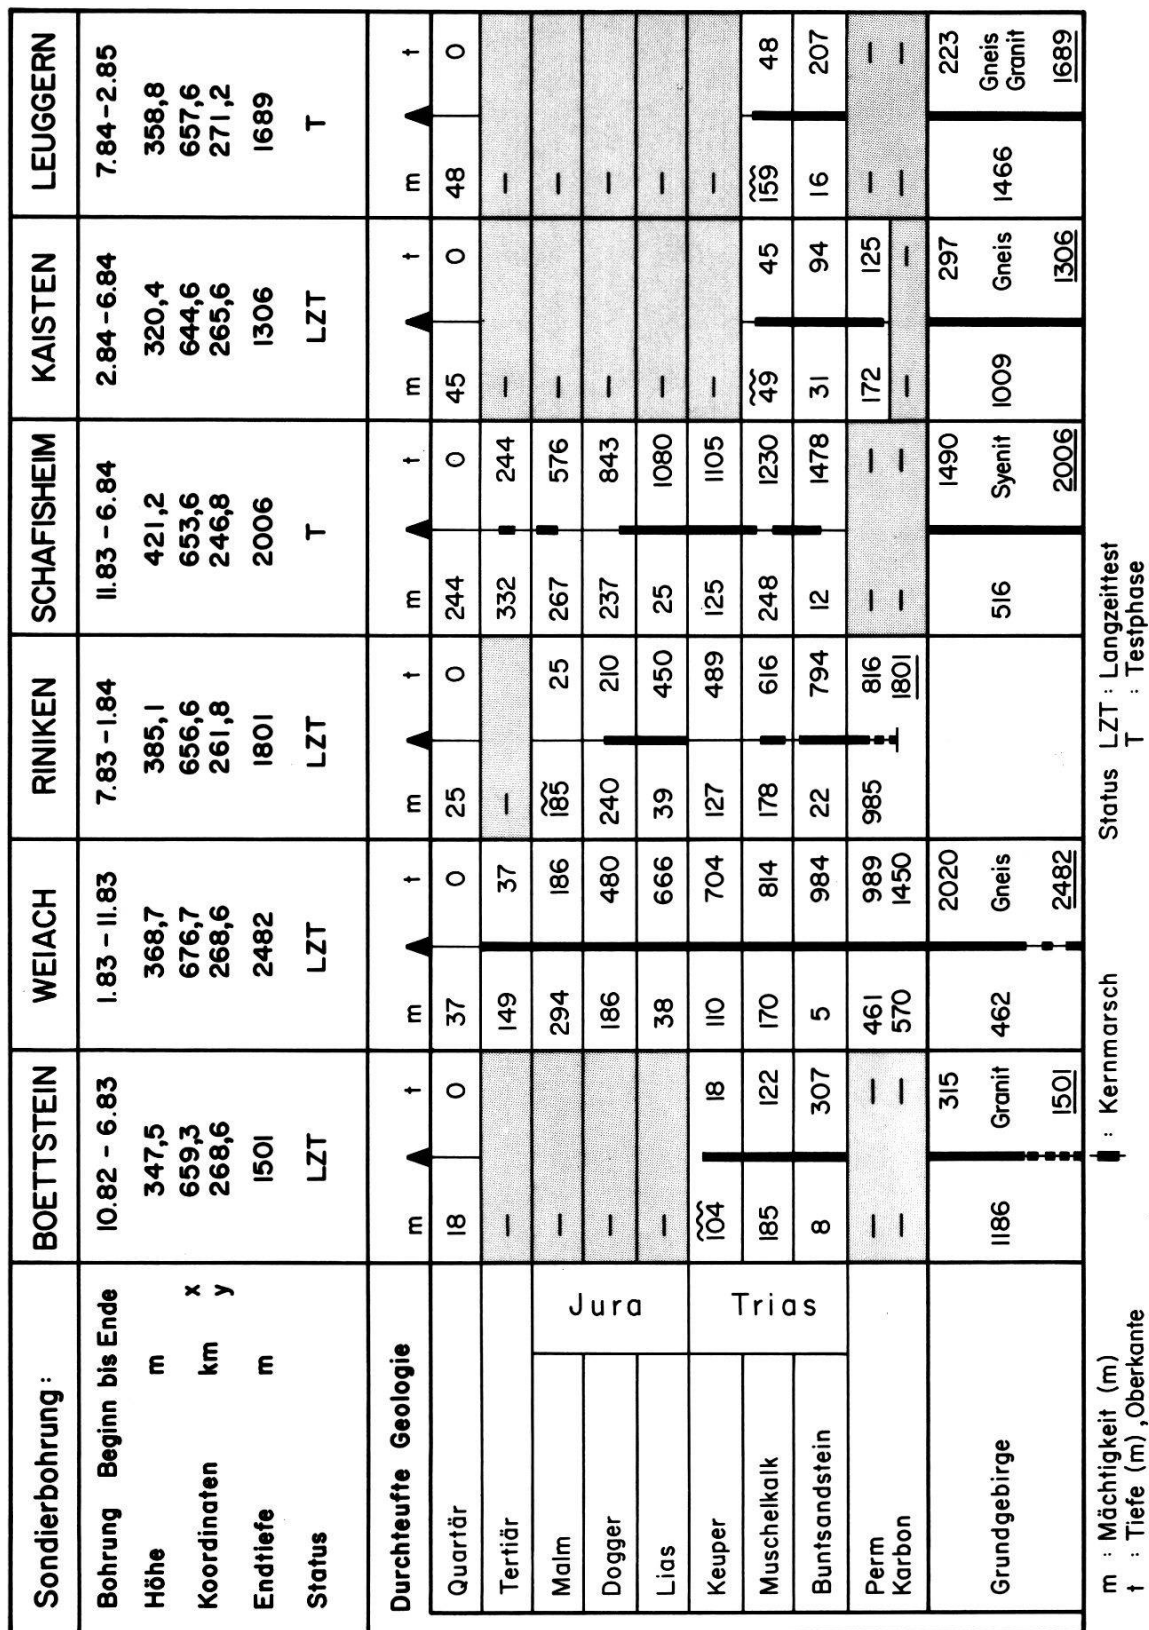 Sondierbohrung: BOETTSTEIN WEIACH RINIKEN SCHAFISHEIM KAISTEN LEUGGERN
Bohrung Beginn bis Ende 10.82 – 6.83 1.83 – 11.83 7.83–1.84 11.83 – 6.84 2.84–6.84 7.84–2.85
Höhe m 347,5 368,7 385,1 421,2 320,4 358,8
Koordinaten km x 659,3 676,7 656,6 653,6 644,6 657,6
y 268,6 268,6 261,8 246,8 265,6 271,2
Endtiefe m 1501 2482 1801 2006 1306 1689
Status LZT LZT LZT T LZT T
Durchteufte Geologie m t m t m t m t m t m t
Quartär 18 0 37 0 25 0 244 0 45 0 48 0
Tertiär – 149 37 – 332 244 – –
Jura
Malm – 294 186 185 25 267 576 – –
Dogger – 186 480 240 210 237 843 – –
Lias – 38 666 39 450 25 1080 – –
Trias
Keuper 104 18 110 704 127 489 125 1105 – –
Muschelkalk 185 122 170 814 178 616 248 1230 49 45 159 48
Buntsandstein 8 307 5 984 22 794 12 1478 31 94 16 207
Perm – – 461 989 985 816 – – 172 125 – –
Karbon – – 570 1450 1801 – – – – – –
Grundgebirge 1186 315 Granit 1501 462 2020 Gneis 2482 516 1490 Syenit 2006 1009 297 Gneis 1306 1466 223 Gneis Granit 1689
m : Mächtigkeit (m) : Kernmarsch Status LZT : Langzeittest
t : Tiefe (m) , Oberkante T : Testphase